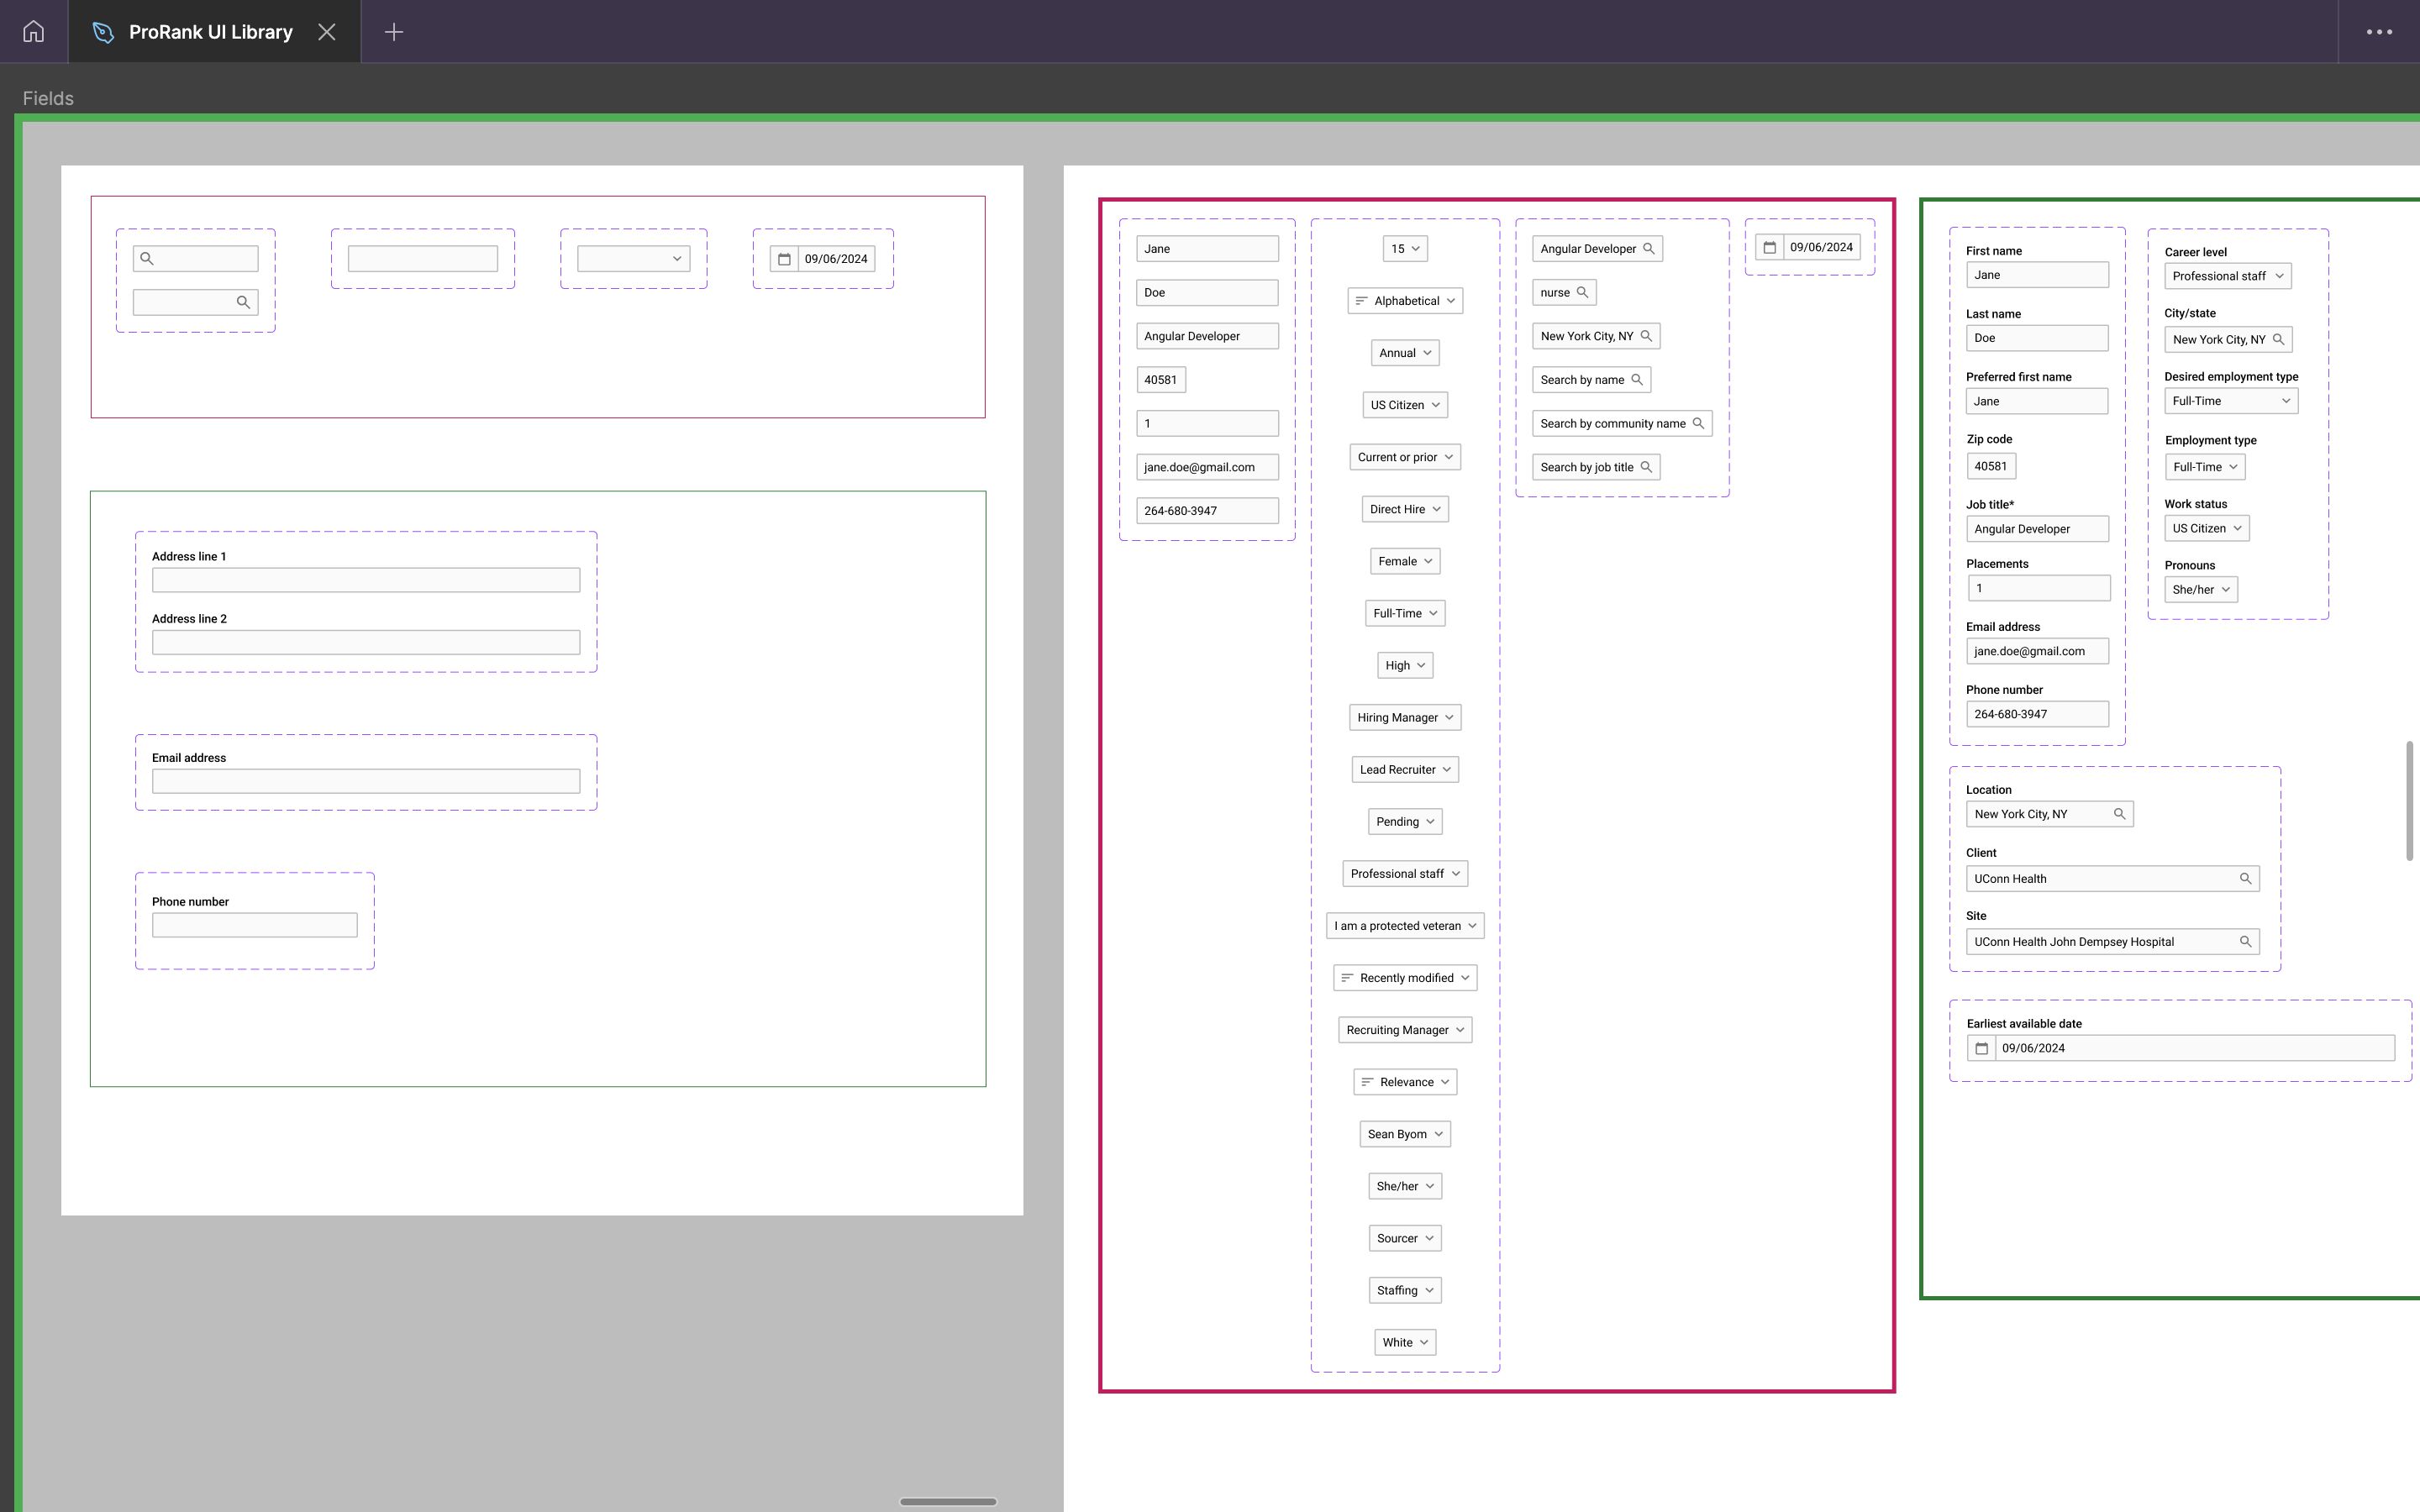 ProRank UI Library
Fields
09/06/2024
Address line 1
Address line 2
Email address
Phone number
Jane
Doe
Angular Developer
40581
1
jane.doe@gmail.com
264-680-3947
15
Alphabetical
Annual
US Citizen
Current or prior
Direct Hire
Female
Full-Time
High
Hiring Manager
Lead Recruiter
Pending
Professional staff
I am a protected veteran
Recently modified
Recruiting Manager
Relevance
Sean Byom
She/her
Sourcer
Staffing
White
Angular Developer
nurse
New York City, NY
Search by name
Search by community name
Search by job title
09/06/2024
First name
Jane
Last name
Doe
Preferred first name
Jane
Zip code
40581
Job title*
Angular Developer
Placements
1
Email address
jane.doe@gmail.com
Phone number
264-680-3947
Career level
Professional staff
City/state
New York City, NY
Desired employment type
Full-Time
Employment type
Full-Time
Work status
US Citizen
Pronouns
She/her
Location
New York City, NY
Client
UConn Health
Site
UConn Health John Dempsey Hospital
Earliest available date
09/06/2024